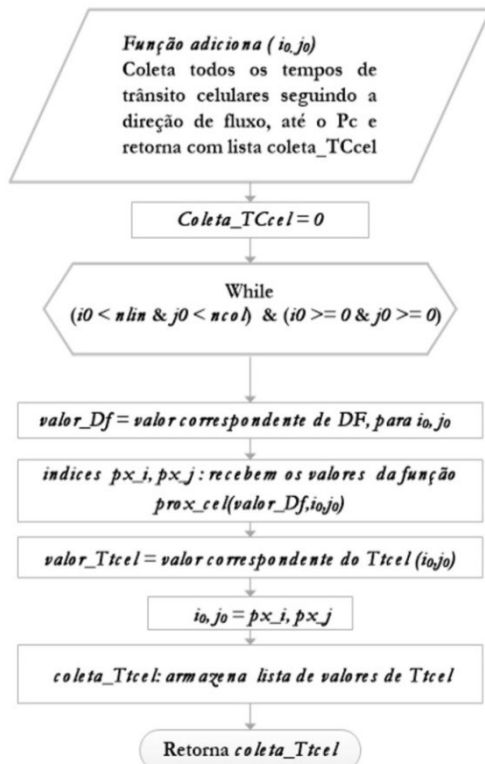 Função adiciona ( i0, j0)
Coleta todos os tempos de
trânsito celulares seguindo a
direção de fluxo, até o Pc e
retorna com lista coleta_TCcel
Coleta_TCcel = 0
While
(i0 < nlin & j0 < ncol) & (i0 >= 0 & j0 >= 0)
valor_Df = valor correspondente de DF, para i0, j0
indices px_i, px_j : recebem os valores da função
prox_cel(valor_Df,i0,j0)
valor_Ttcel = valor correspondente do Ttcel (i0,j0)
i0, j0 = px_i, px_j
coleta_Ttcel: armazena lista de valores de Ttcel
Retorna coleta_Ttcel